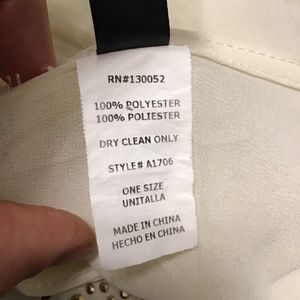 RN#130052
100% POLYESTER
100% POLIESTER
DRY CLEAN ONLY
STYLE# A1706
ONE SIZE
UNITALLA
MADE IN CHINA
HECHO EN CHINA